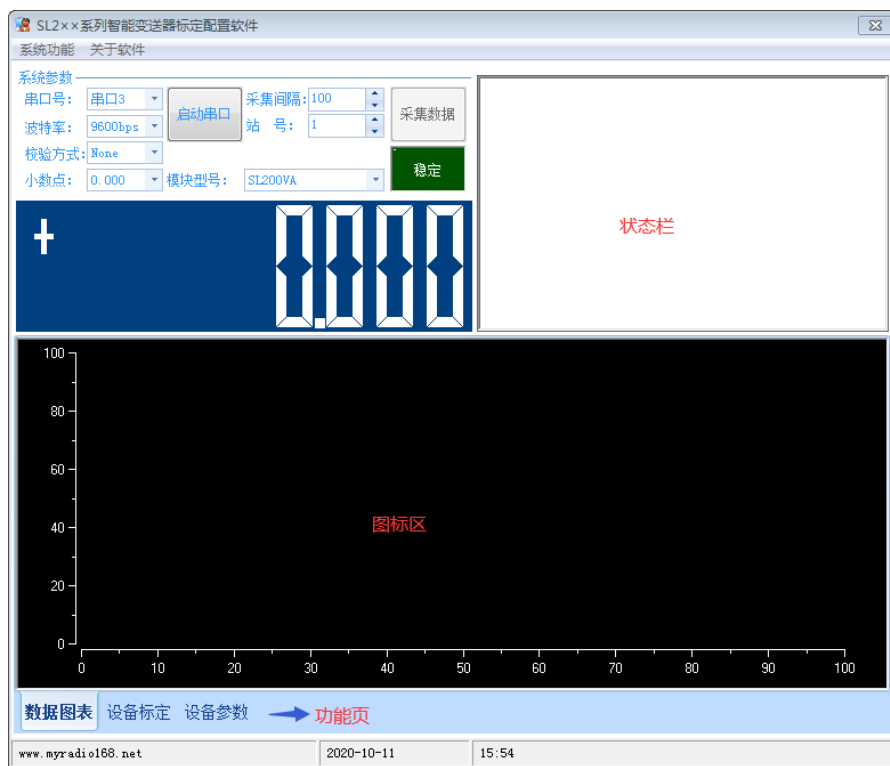 SL2××系列智能变送器标定配置软件
系统功能 关于软件
系统参数
串口号: 串口3 启动串口 采集间隔: 100 采集数据
波特率: 9600bps 站 号: 1
校验方式: None
小数点: 0.000 模块型号: SL200VA 稳定
+ 0.000
状态栏
100
80
60
40
20
0
图标区
0 10 20 30 40 50 60 70 80 90 100
数据图表 设备标定 设备参数 功能页
www.myradio168.net 2020-10-11 15:54